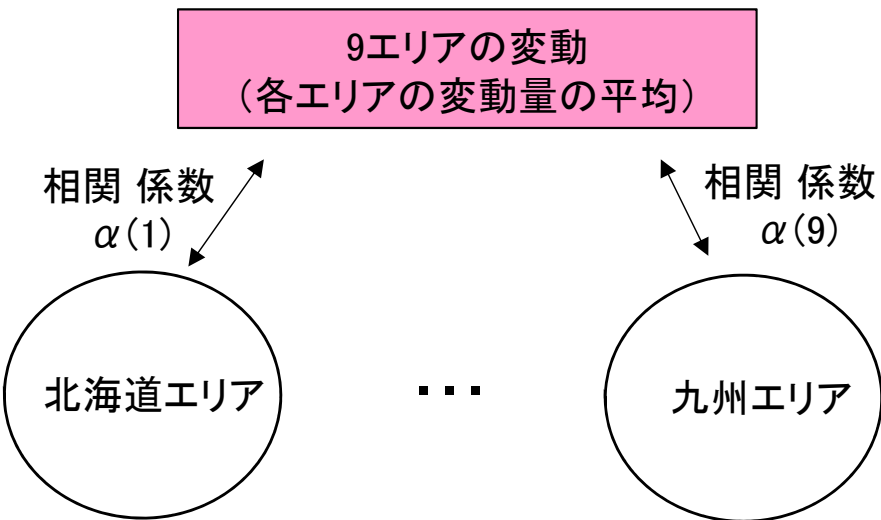 9エリアの変動
（各エリアの変動量の平均）
相関 係数
α(1)
相関 係数
α(9)
北海道エリア
・・・
九州エリア